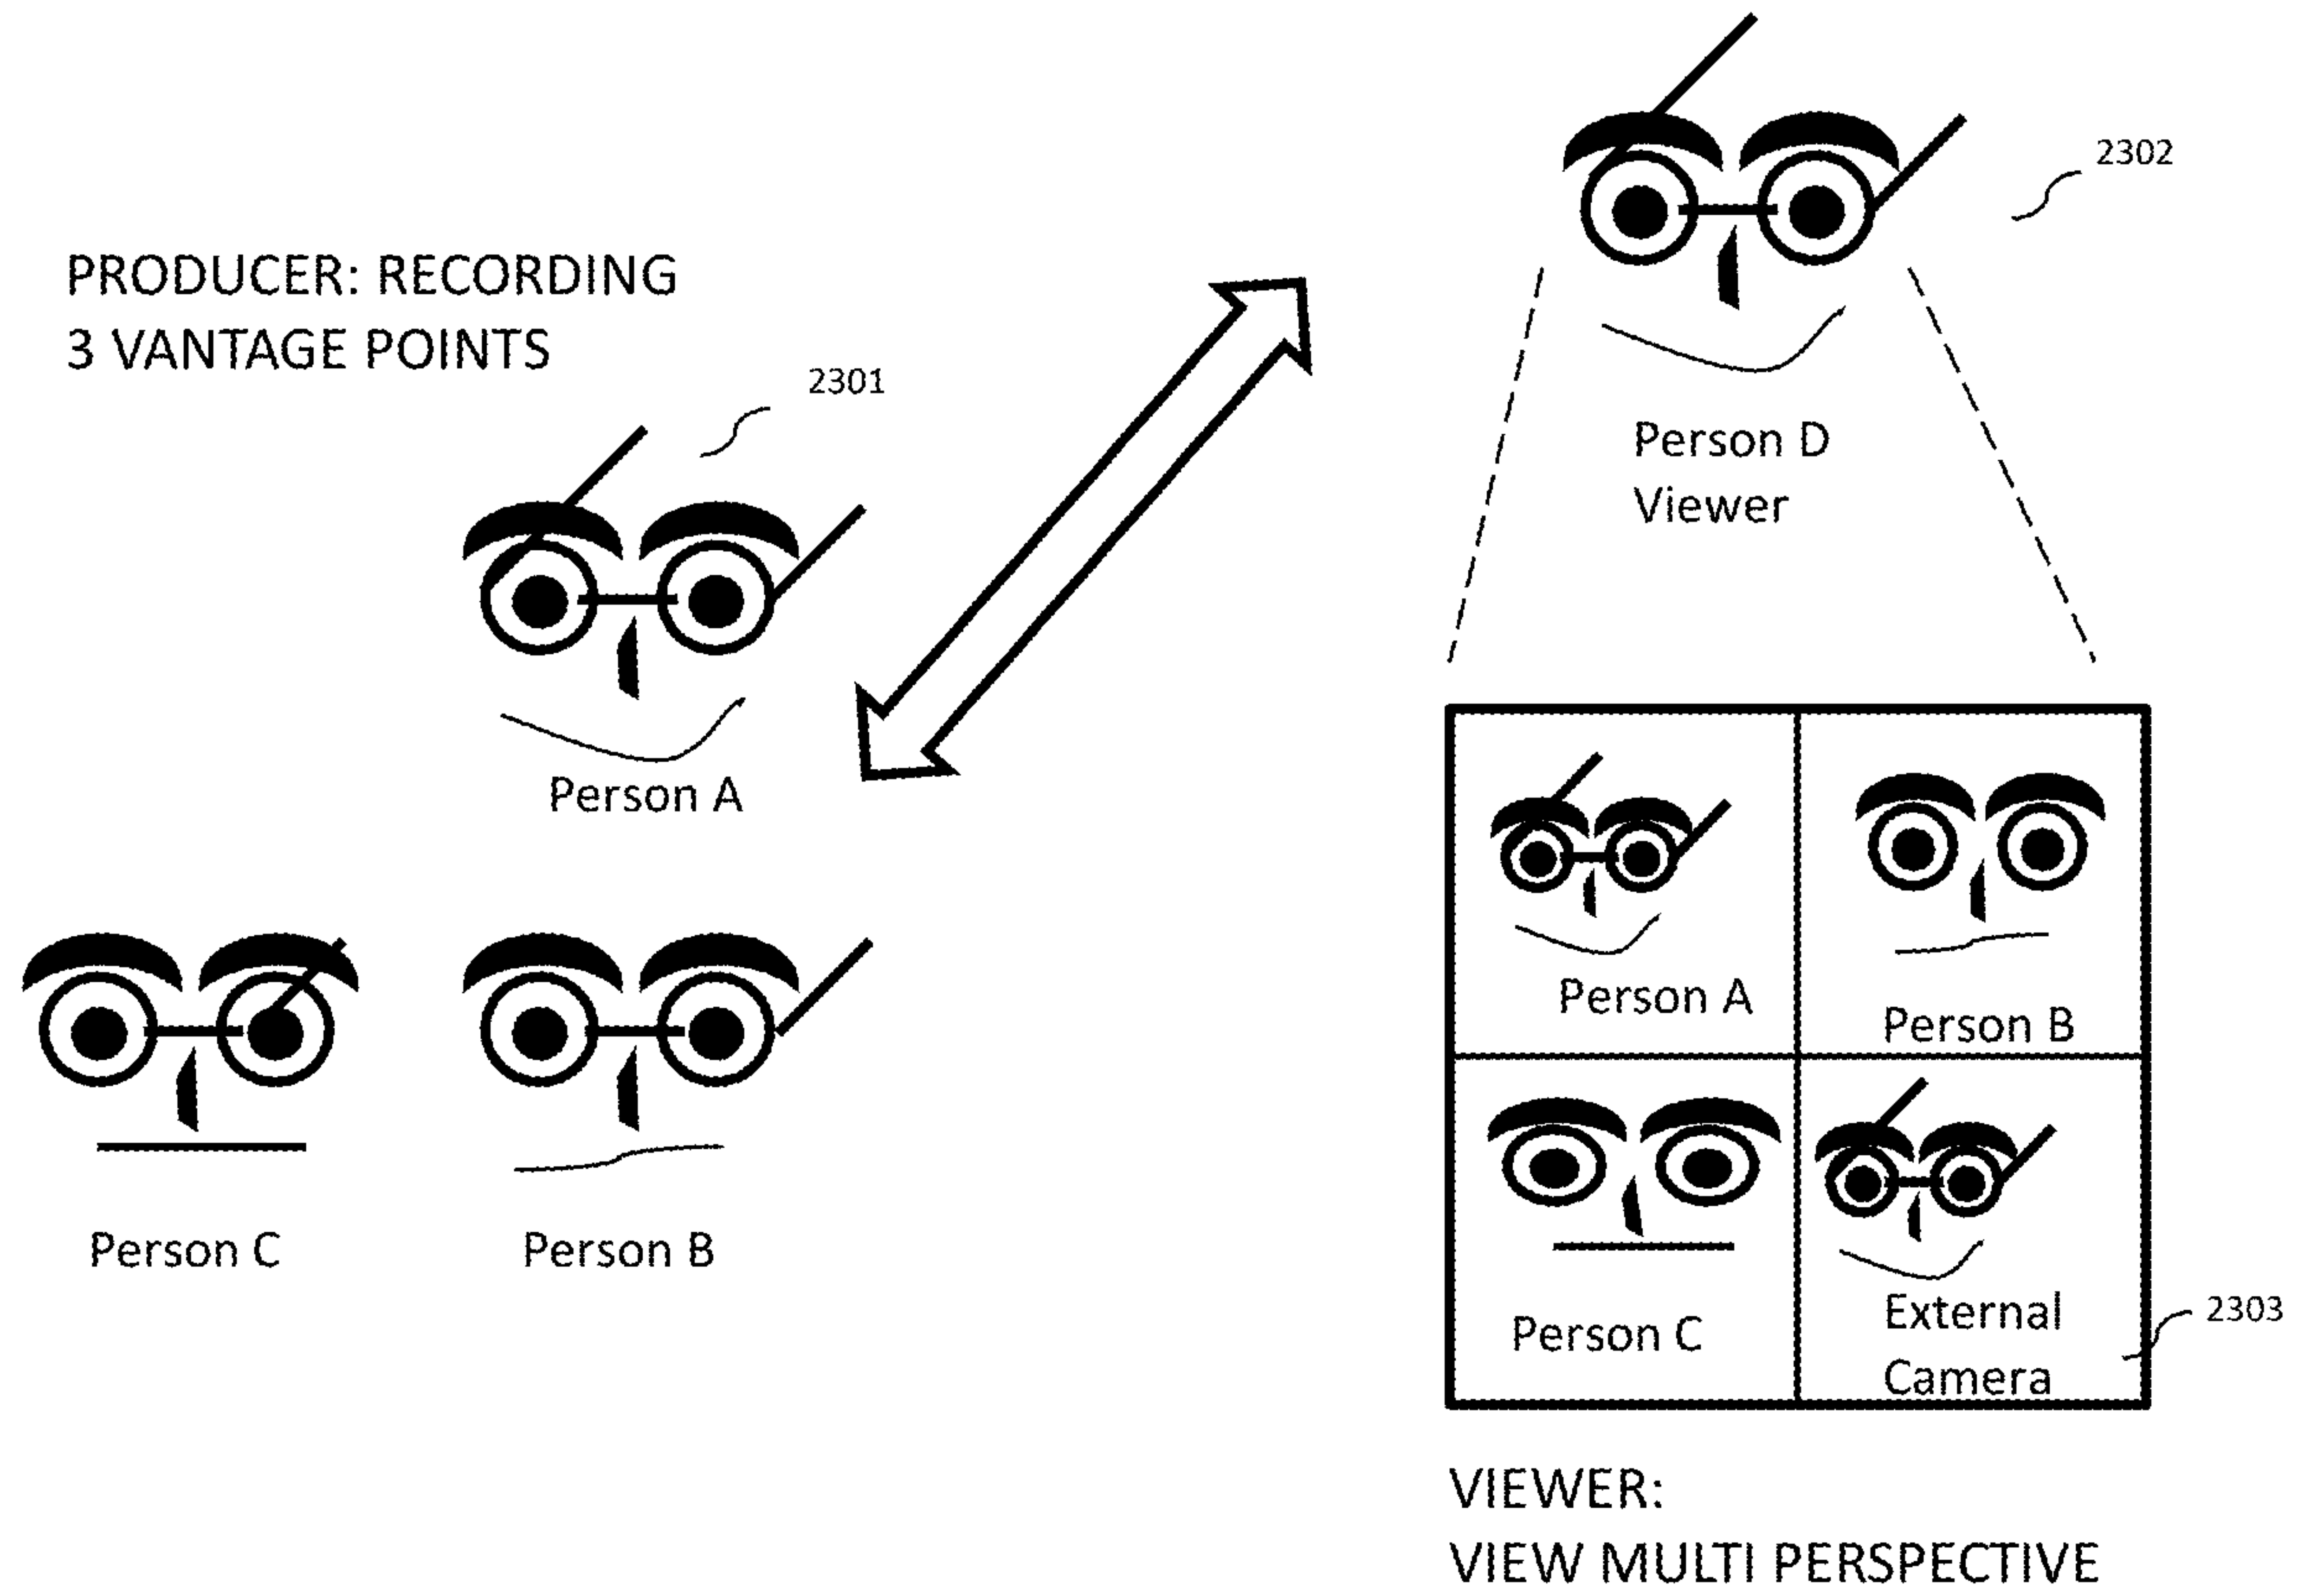 PRODUCER: RECORDING
3 VANTAGE POINTS
2301
Person A
Person C
Person B
2302
Person D
Viewer
Person A
Person B
Person C
External
Camera
2303
VIEWER:
VIEW MULTI PERSPECTIVE